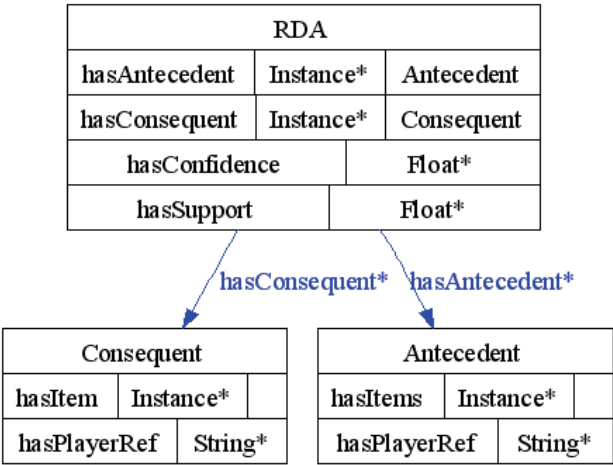 RDA
hasAntecedent Instance* Antecedent
hasConsequent Instance* Consequent
hasConfidence Float*
hasSupport Float*
hasConsequent* hasAntecedent*
Consequent
hasItem Instance*
hasPlayerRef String*
Antecedent
hasItems Instance*
hasPlayerRef String*